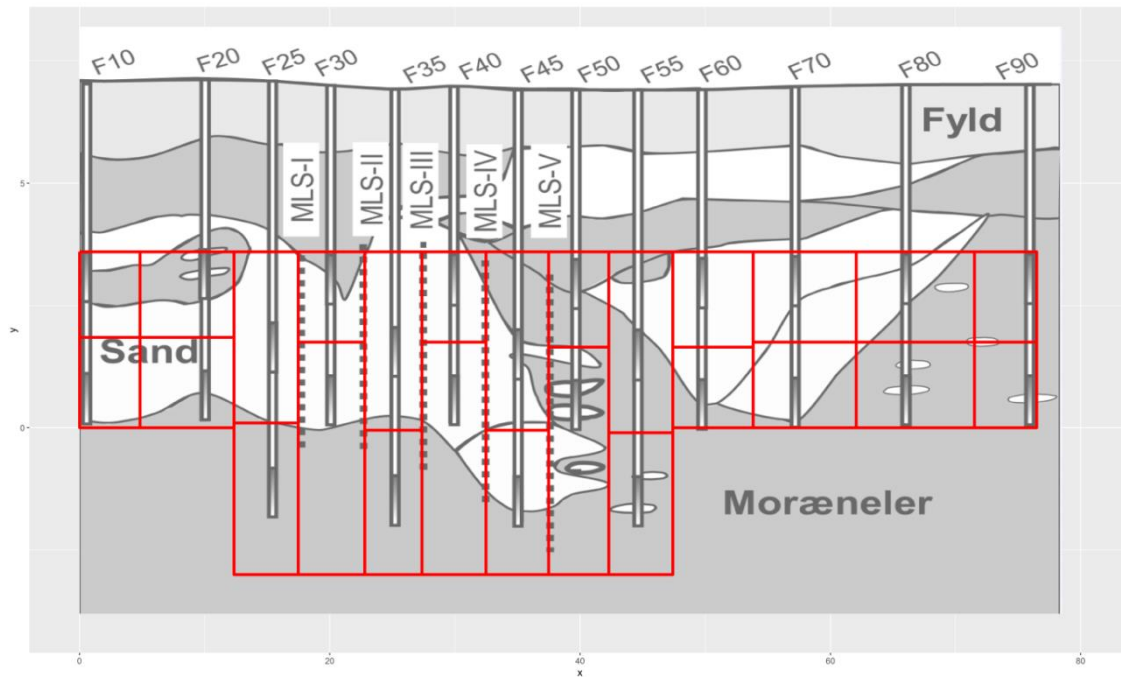 F10 F20 F25 F30 F35 F40 F45 F50 F55 F60 F70 F80 F90
Fyld
MLS-I
MLS-II
MLS-III
MLS-IV
MLS-V
5
y
Sand
0
Moræneler
0 20 40 60 80
x